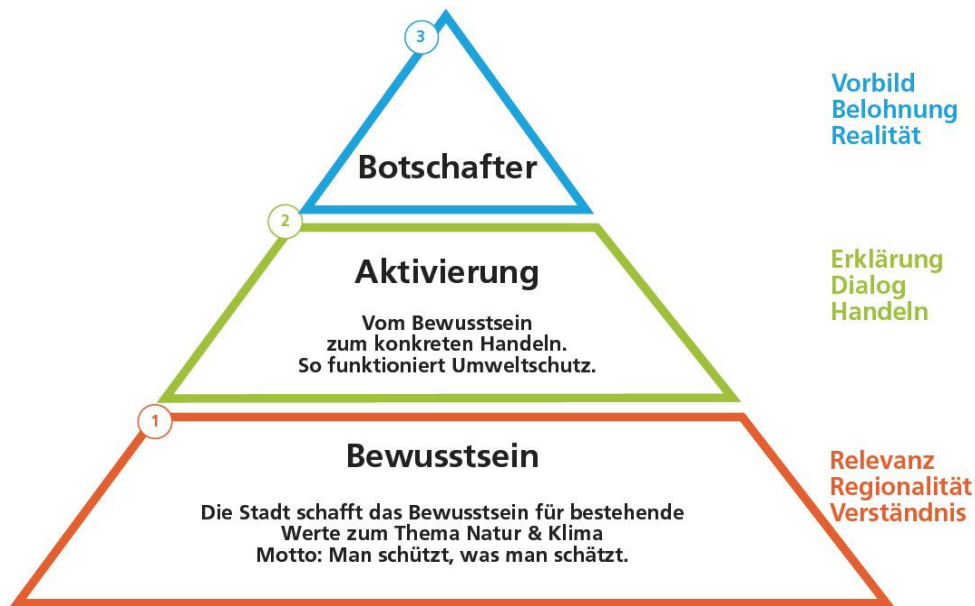 3
Vorbild
Belohnung
Realität
Botschafter
2
Aktivierung
Vom Bewusstsein
zum konkreten Handeln.
So funktioniert Umweltschutz.
Erklärung
Dialog
Handeln
1
Bewusstsein
Die Stadt schafft das Bewusstsein für bestehende
Werte zum Thema Natur & Klima
Motto: Man schützt, was man schätzt.
Relevanz
Regionalität
Verständnis